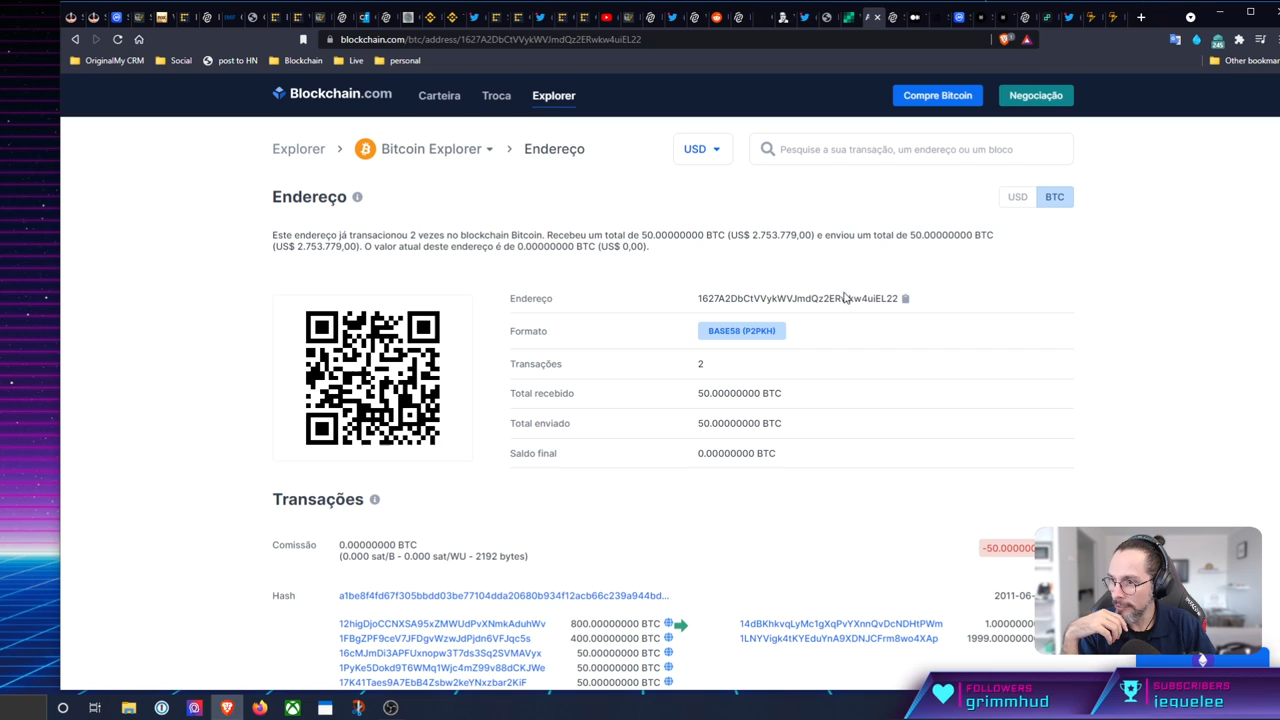 blockchain.com/btc/address/1627A2DbCtVVykWVJmdQz2ERwkw4uiEL22
245
OriginalMy CRM
Social
post to HN
Blockchain
Live
personal
Other bookmar
Blockchain.com
Carteira
Troca
Explorer
Compre Bitcoin
Negociação
Explorer > Bitcoin Explorer > Endereço
USD
Pesquise a sua transação, um endereço ou um bloco
Endereço
USD
BTC
Este endereço já transacionou 2 vezes no blockchain Bitcoin. Recebeu um total de 50.00000000 BTC (US$ 2.753.779,00) e enviou um total de 50.00000000 BTC
(US$ 2.753.779,00). O valor atual deste endereço é de 0.00000000 BTC (US$ 0,00).
Endereço 1627A2DbCtVVykWVJmdQz2ERwkw4uiEL22
Formato BASE58 (P2PKH)
Transações 2
Total recebido 50.00000000 BTC
Total enviado 50.00000000 BTC
Saldo final 0.00000000 BTC
Transações
Comissão 0.00000000 BTC
(0.000 sat/B - 0.000 sat/WU - 2192 bytes)
-50.00000
Hash a1be8f4fd67f305bbdd03be77104dda20680b934f12acb66c239a944bd... 2011-06-
12higDjoCCNXSA95xZMWUdPvXNmkAduhWv 800.00000000 BTC 14dBKhkvqLyMc1gXqPvYXnnQvDcNDHtPWm 1.00000
1FBgZPF9ceV7JFDgvWzwJdPjdn6VFJqc5s 400.00000000 BTC 1LNYVigk4tKYEduYnA9XDNJCFrm8wo4XAp 1999.00000
16cMJmDi3APFUxnopw3T7ds3Sq2SVMAVyx 50.00000000 BTC
1PyKe5Dokd9T6WMq1Wjc4mZ99v88dCKJWe 50.00000000 BTC
17K41Taes9A7EbB4Zsbw2keYNxzbar2KiF 50.00000000 BTC
FOLLOWERS
grimmhud
SUBSCRIBERS
iequelee